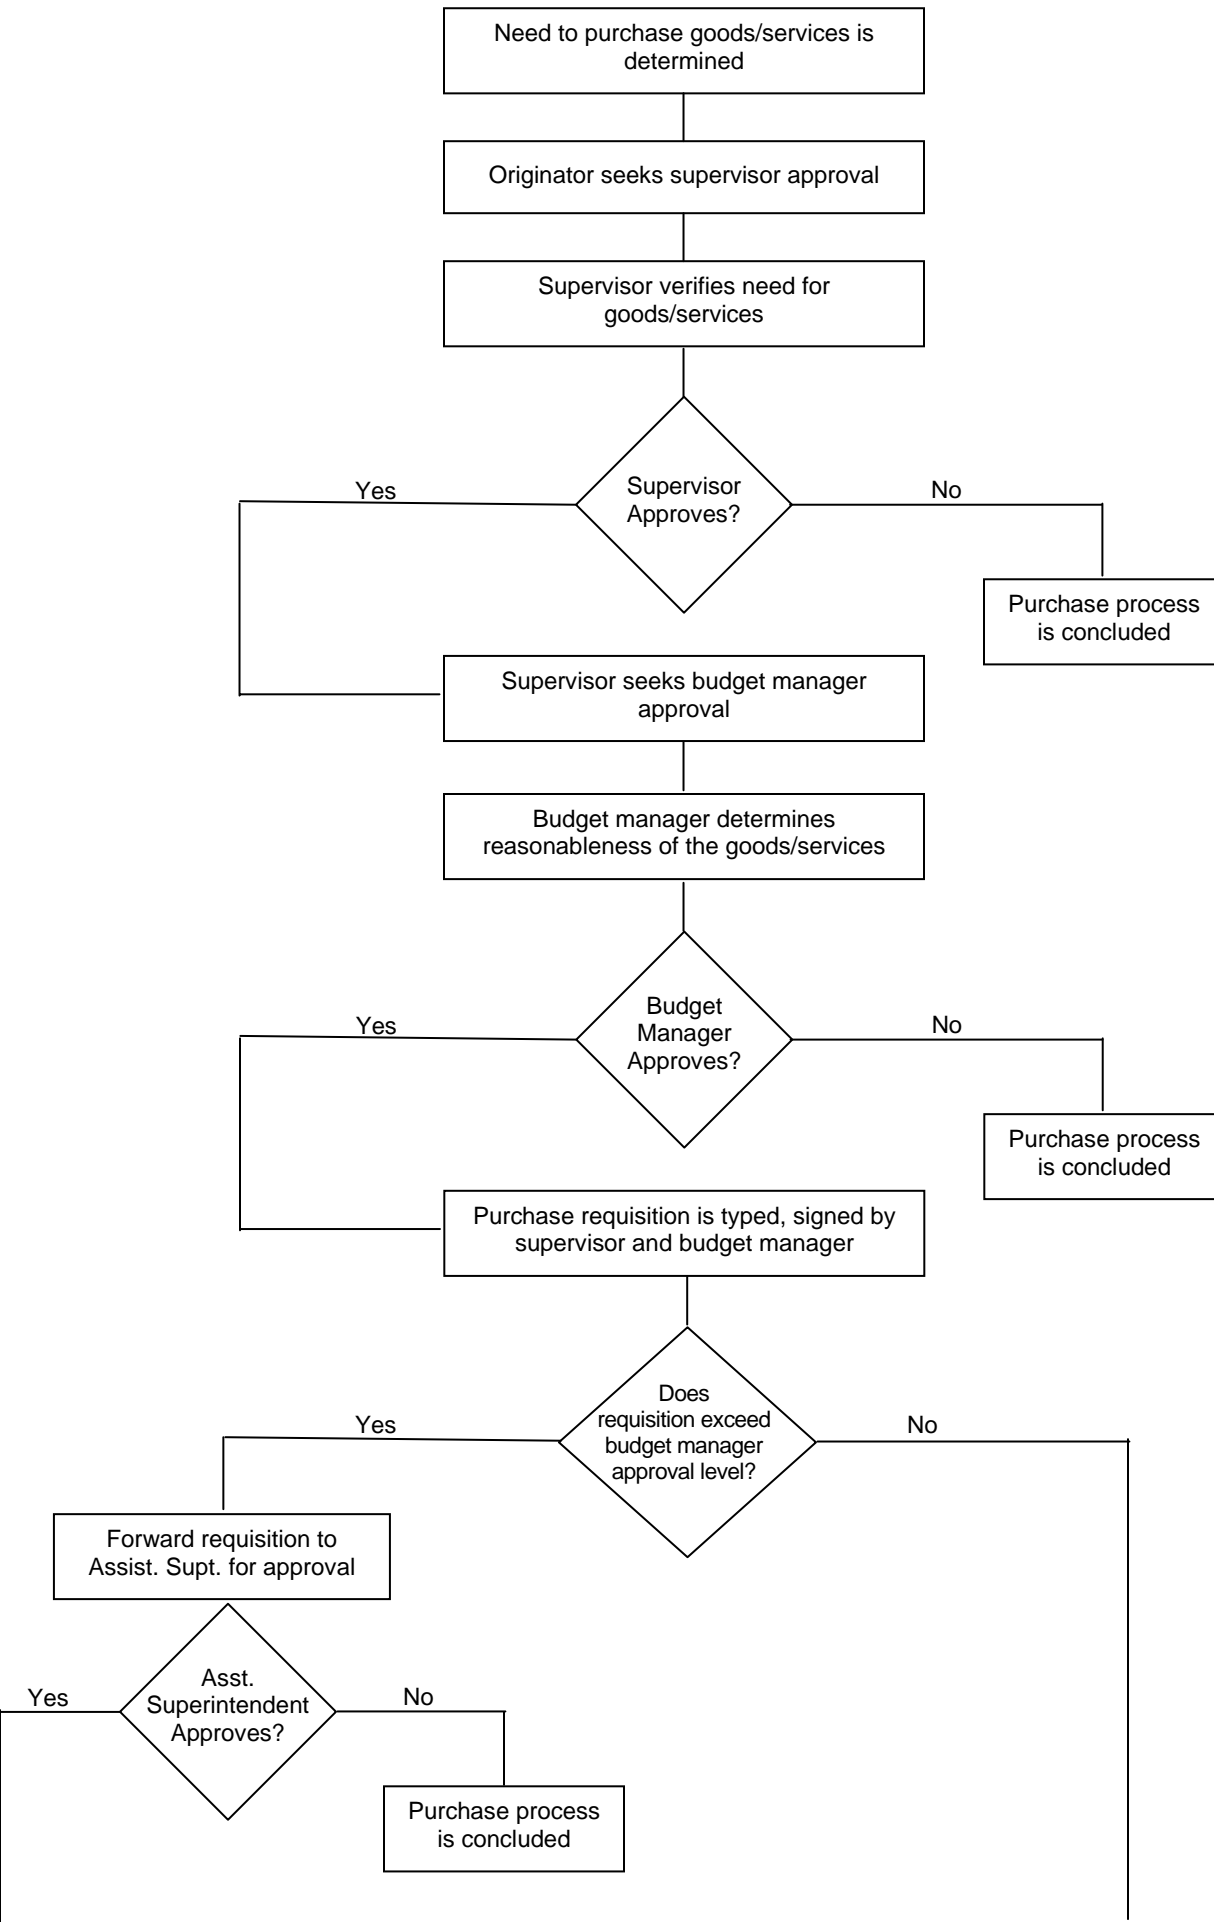 Need to purchase goods/services is
determined
Originator seeks supervisor approval
Supervisor verifies need for
goods/services
Supervisor
Approves?
Yes
No
Purchase process
is concluded
Supervisor seeks budget manager
approval
Budget manager determines
reasonableness of the goods/services
Budget
Manager
Approves?
Yes
No
Purchase process
is concluded
Purchase requisition is typed, signed by
supervisor and budget manager
Does
requisition exceed
budget manager
approval level?
Yes
No
Forward requisition to
Assist. Supt. for approval
Asst.
Superintendent
Approves?
Yes
No
Purchase process
is concluded